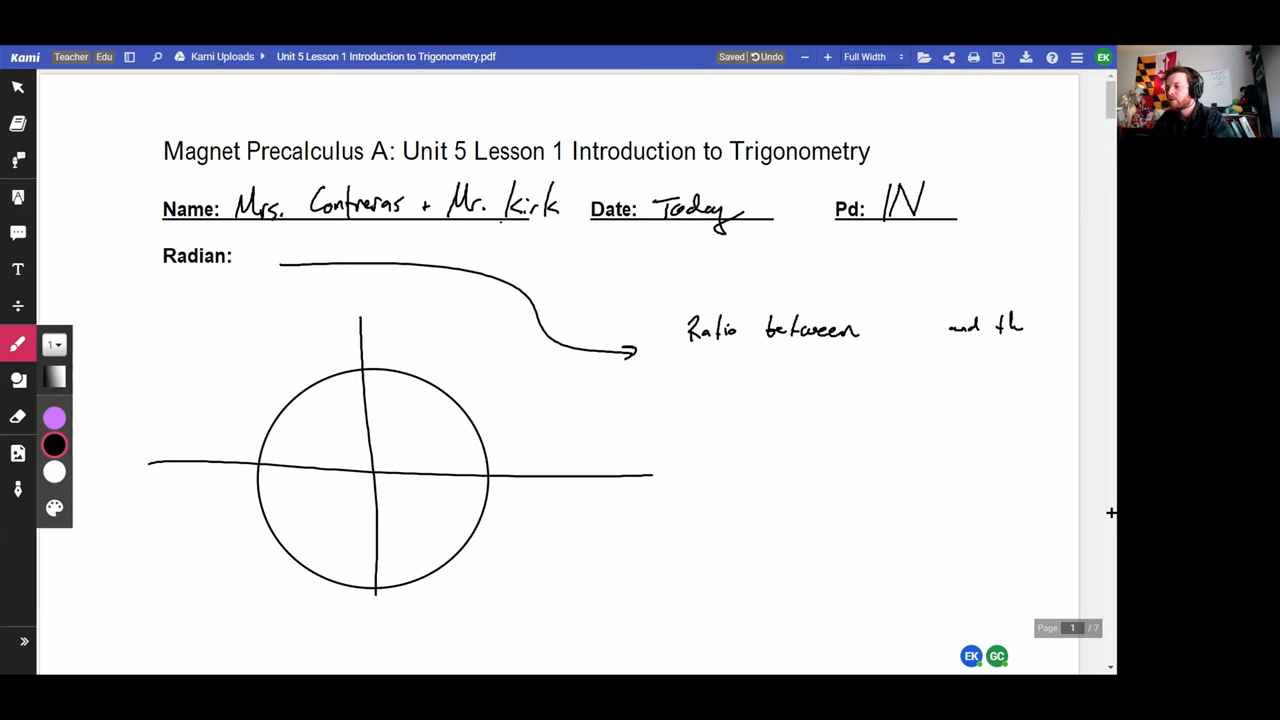 Kami Teacher Edu Kami Uploads Unit 5 Lesson 1 Introduction to Trigonometry.pdf Saved Undo Full Width EK
Magnet Precalculus A: Unit 5 Lesson 1 Introduction to Trigonometry
Name: Mrs. Contreras + Mr. Kirk Date: Today Pd: IN
Radian:
Ratio between and th
1
Page 1 / 7
EK GC